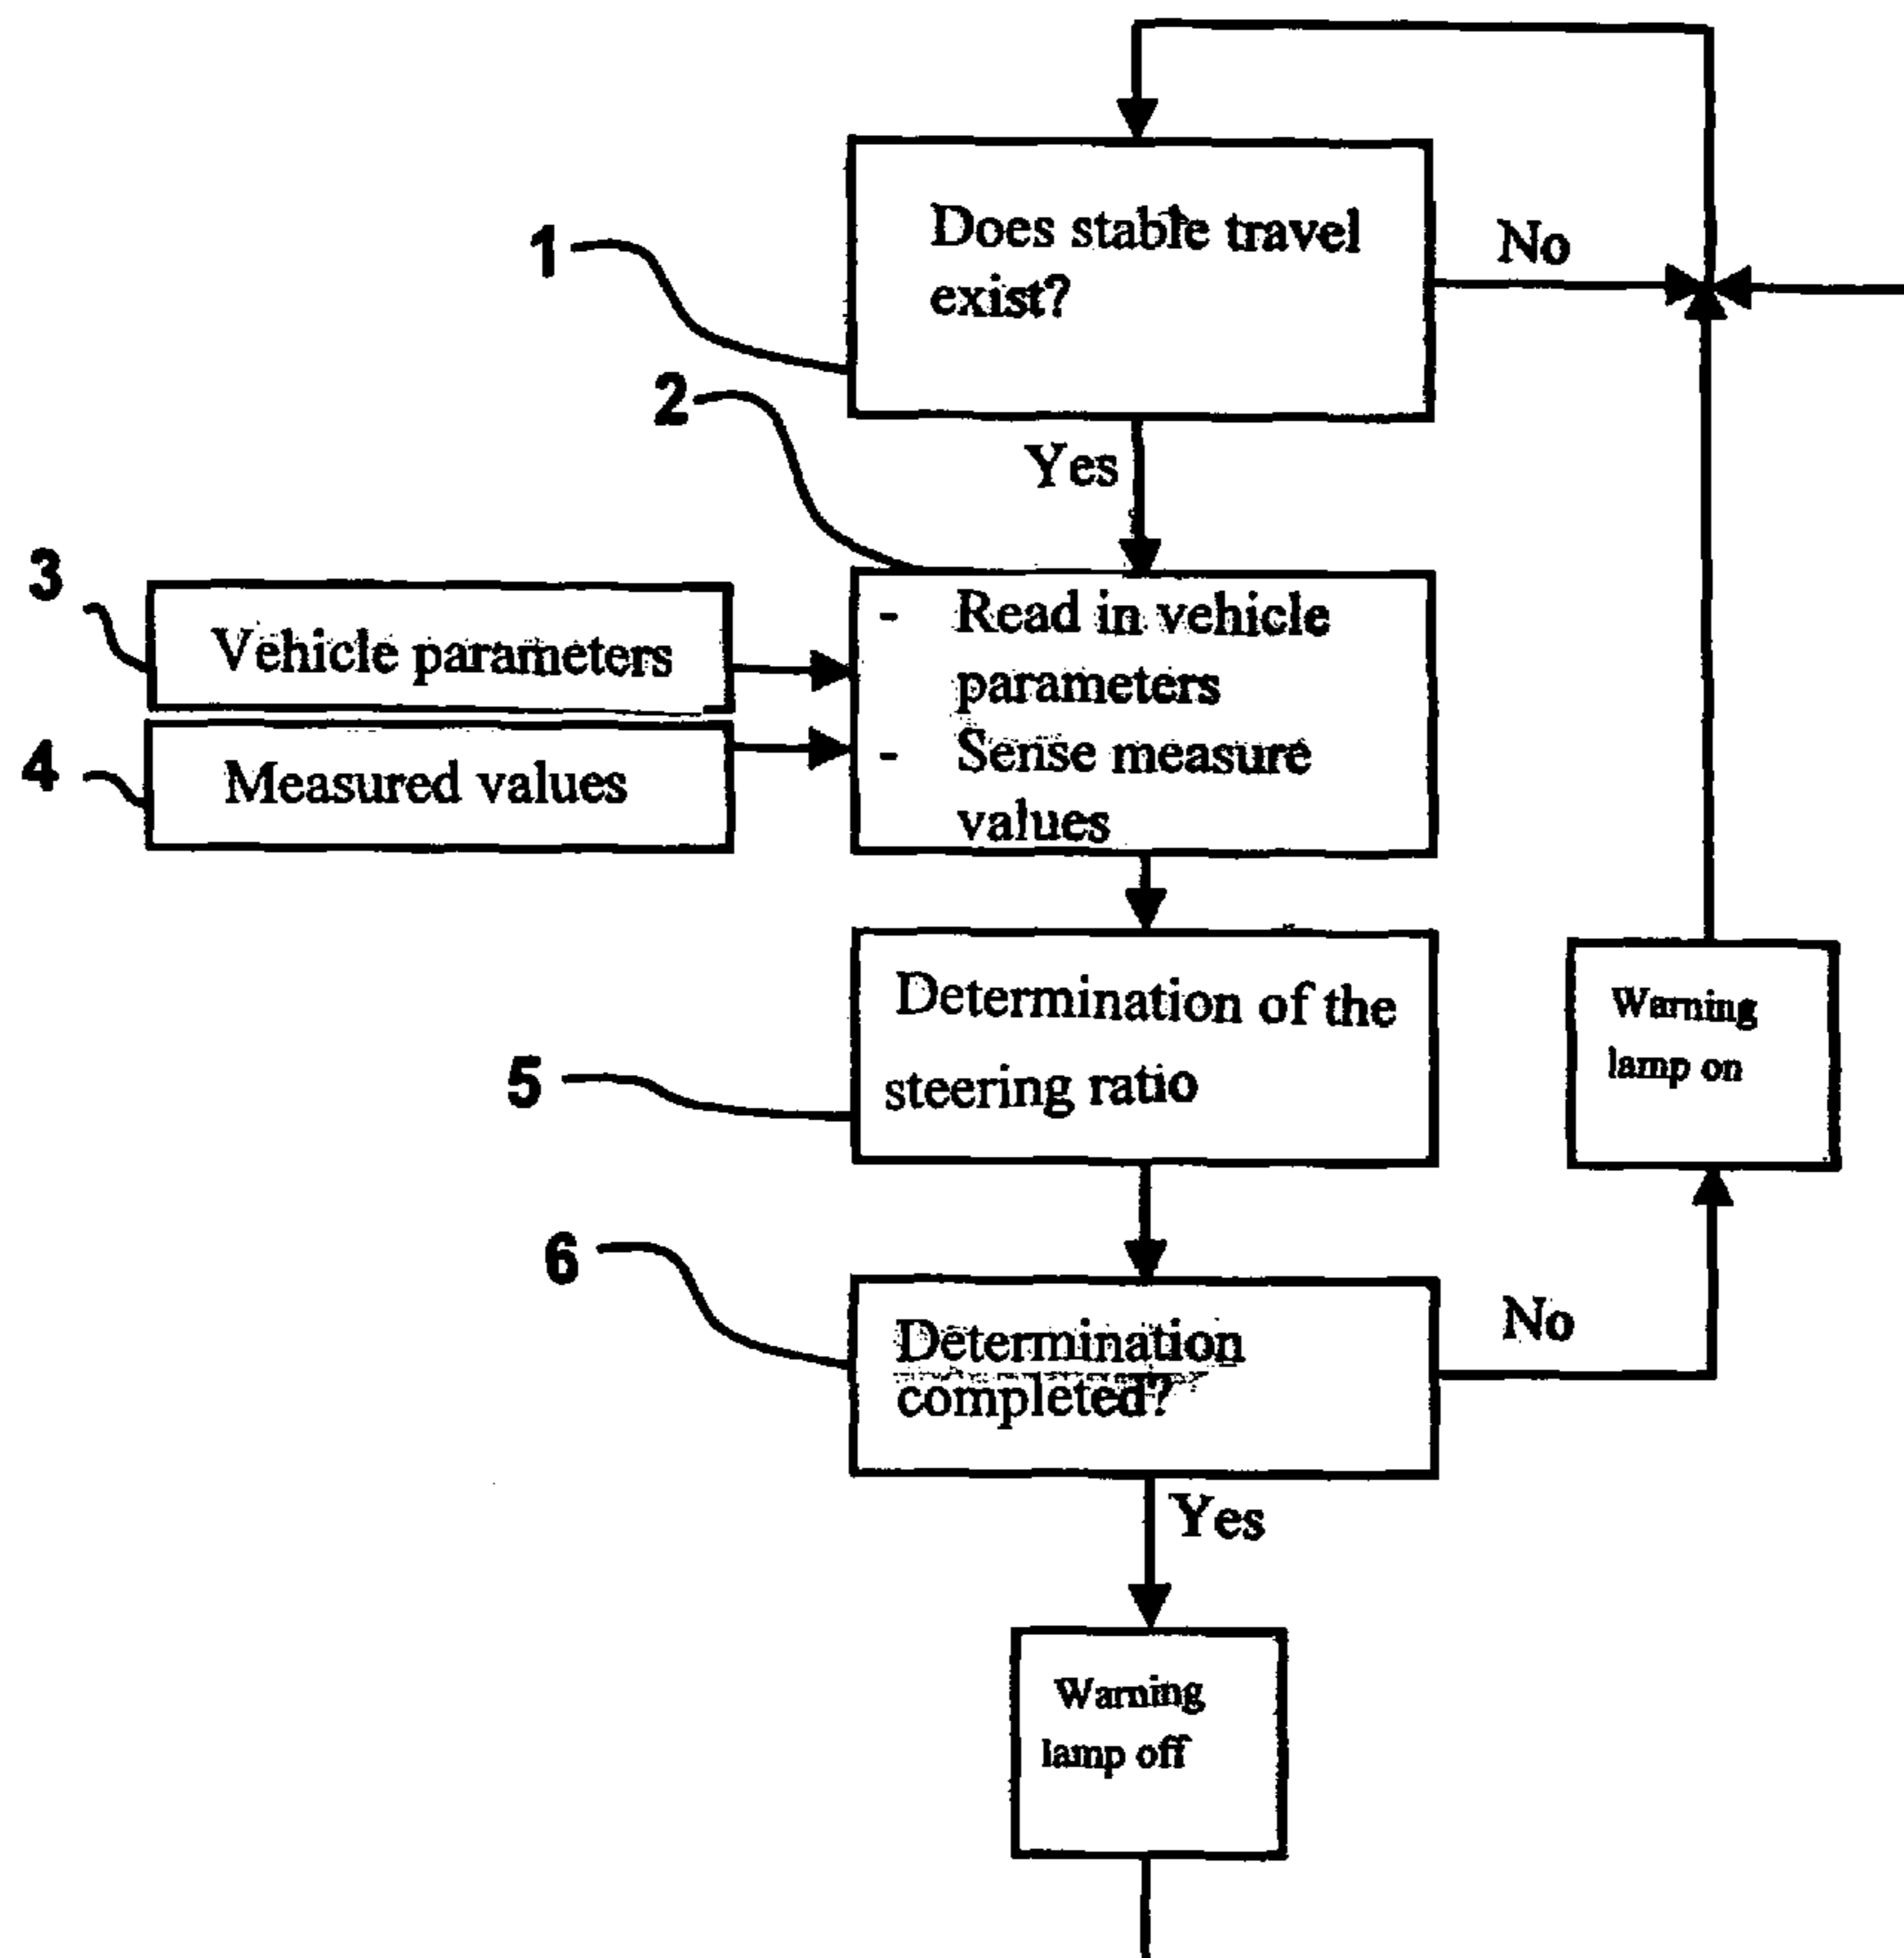 Does stable travel
exist?
No
1
2
Yes
3
Vehicle parameters
- Read in vehicle
parameters
- Sense measure
values
4
Measured values
Determination of the
steering ratio
5
Warning
lamp on
6
Determination
completed?
No
Yes
Warning
lamp off